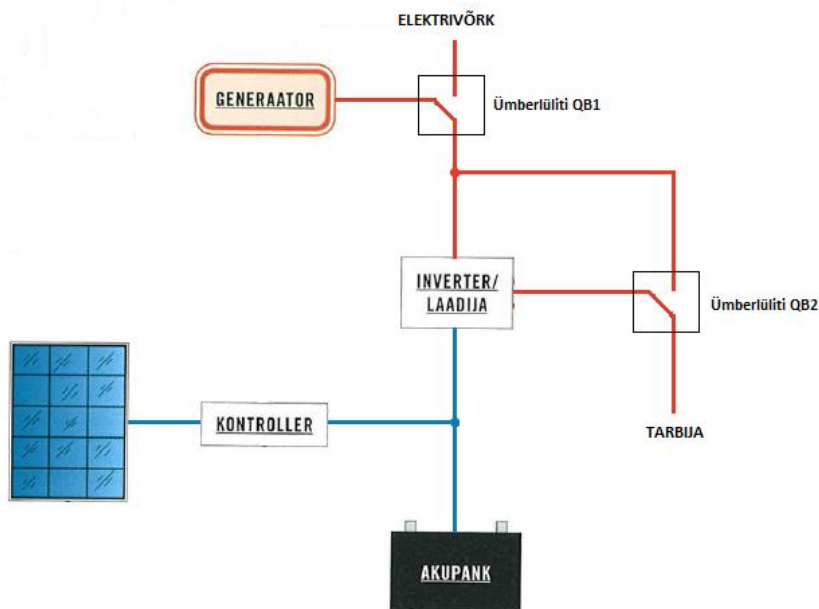 ELEKTRIVÕRK
GENERAATOR
Ümberlüliti QB1
INVERTER/
LAADIJA
Ümberlüliti QB2
KONTROLLER
TARBIJA
AKUPANK